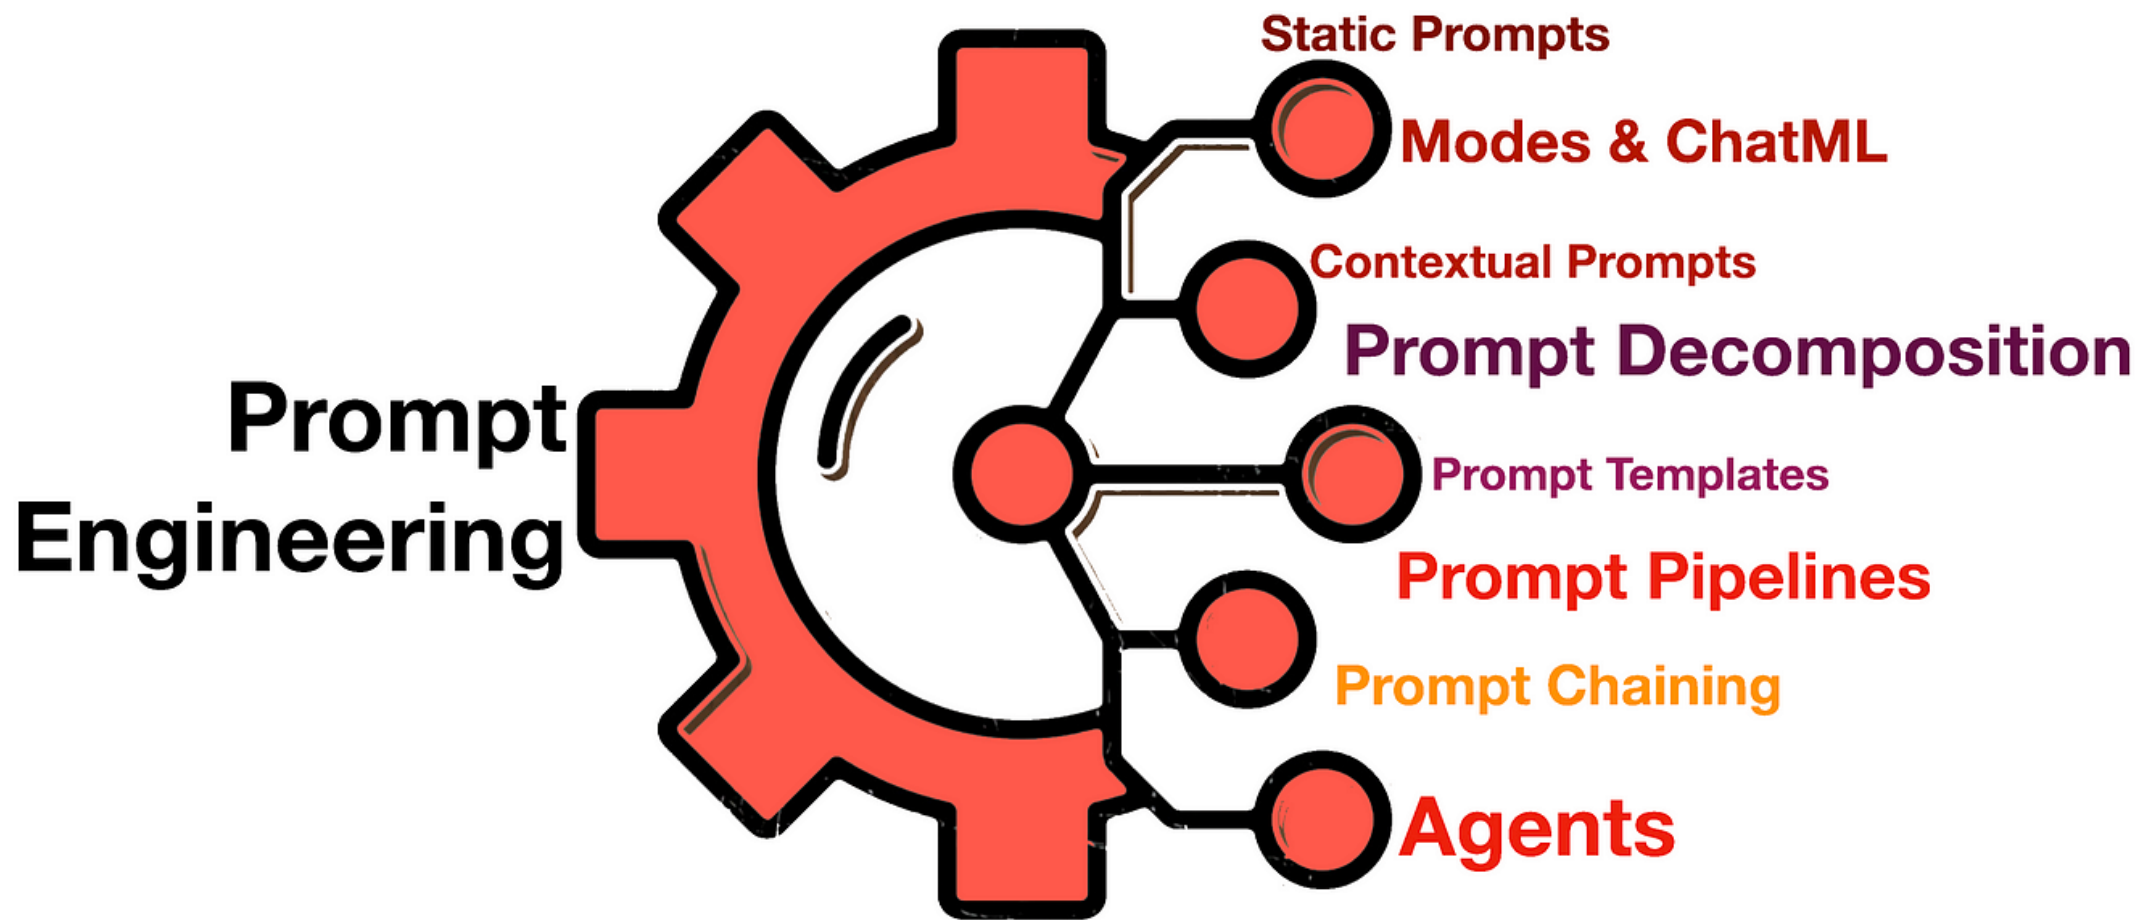 Prompt
Engineering
Static Prompts
Modes & ChatML
Contextual Prompts
Prompt Decomposition
Prompt Templates
Prompt Pipelines
Prompt Chaining
Agents